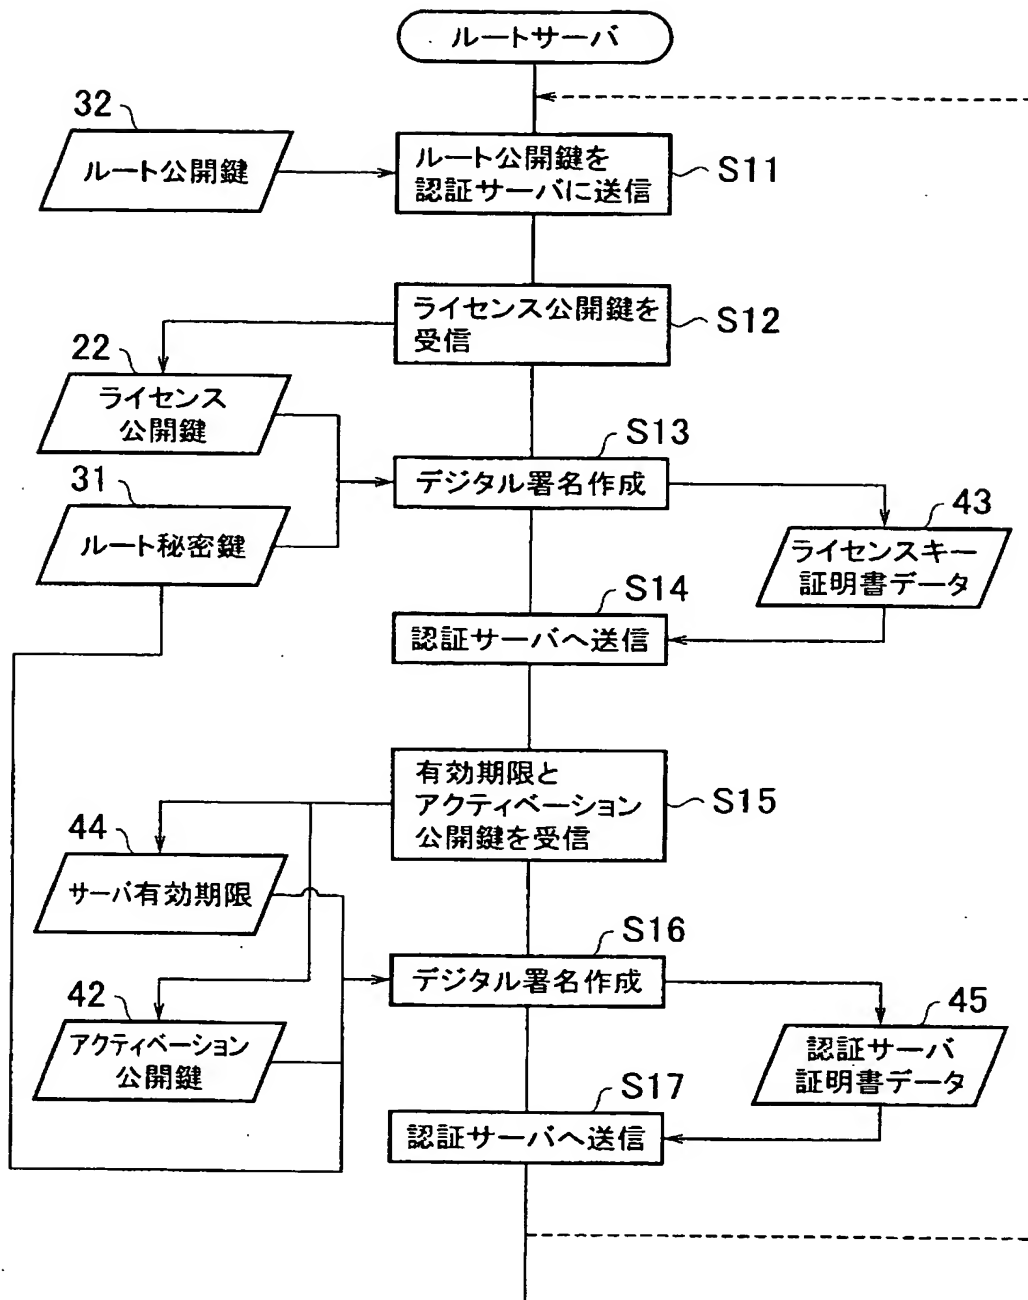 ルートサーバ
32
ルート公開鍵
ルート公開鍵を
認証サーバに送信
S11
ライセンス公開鍵を
受信
S12
22
ライセンス
公開鍵
S13
デジタル署名作成
31
ルート秘密鍵
43
ライセンスキー
証明書データ
S14
認証サーバへ送信
有効期限と
アクティベーション
公開鍵を受信
S15
44
サーバ有効期限
S16
デジタル署名作成
42
アクティベーション
公開鍵
45
認証サーバ
証明書データ
S17
認証サーバへ送信